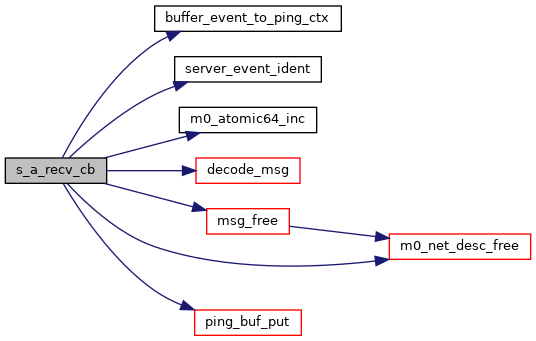 buffer_event_to_ping_ctx
server_event_ident
m0_atomic64_inc
s_a_recv_cb
decode_msg
msg_free
m0_net_desc_free
ping_buf_put